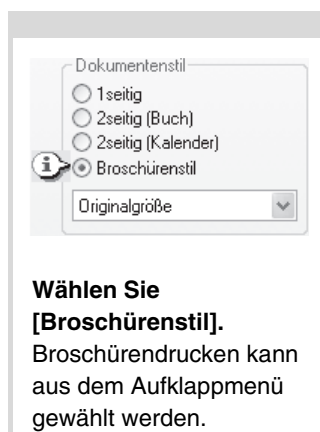 Dokumentenstil
1seitig
2seitig (Buch)
2seitig (Kalender)
Broschürenstil
Originalgröße
Wählen Sie
[Broschürenstil].
Broschürendrucken kann
aus dem Aufklappmenü
gewählt werden.